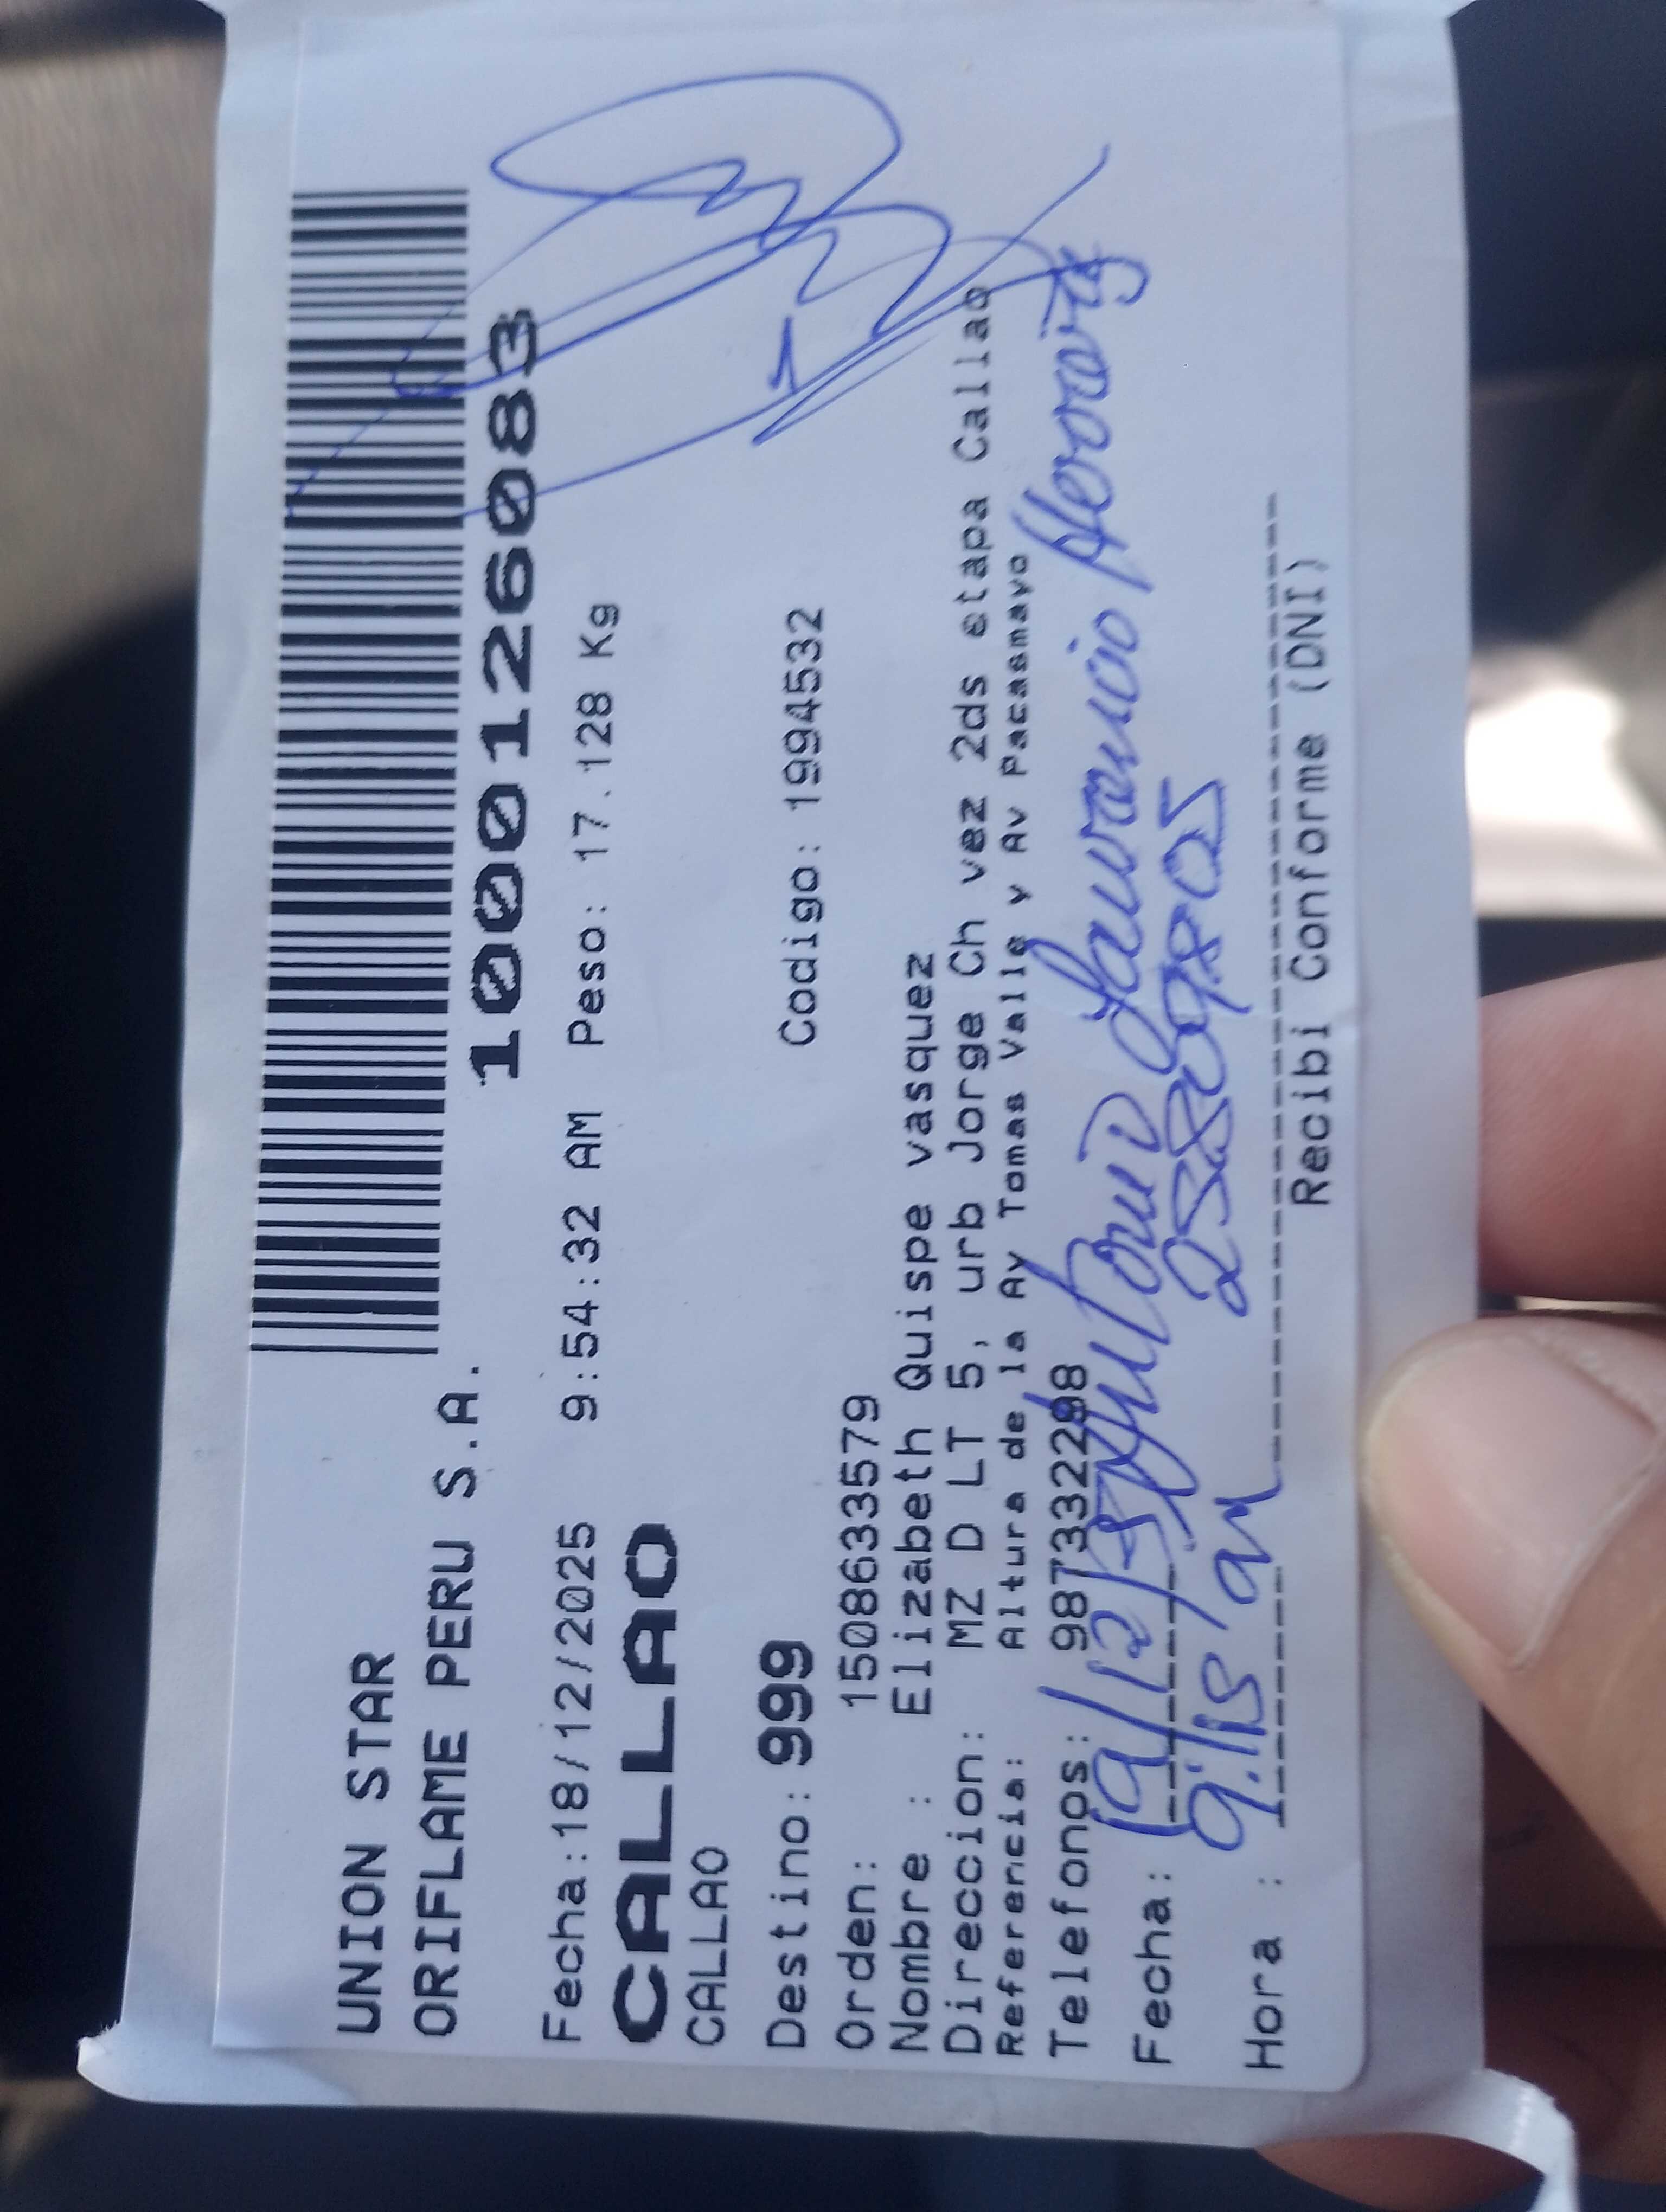 UNION STAR
ORIFLAME PERU S.A.
1000126083
Fecha:18/12/2025 9:54:32 AM Peso: 17.128 Kg
CALLAO
CALLAO
Destino: 999 Codigo: 1994532
Orden: 1508633579
Nombre : Elizabeth Quispe vasquez
Direccion: MZ D LT 5, urb Jorge Ch vez 2ds etapa Callao
Referencia: Altura de la Av Tomas Valle y Av Pacasmayo
Telefonos: 987332298
Fecha: 19/12/25
25809805
Hora : 9:15 am
Recibi Conforme (DNI)